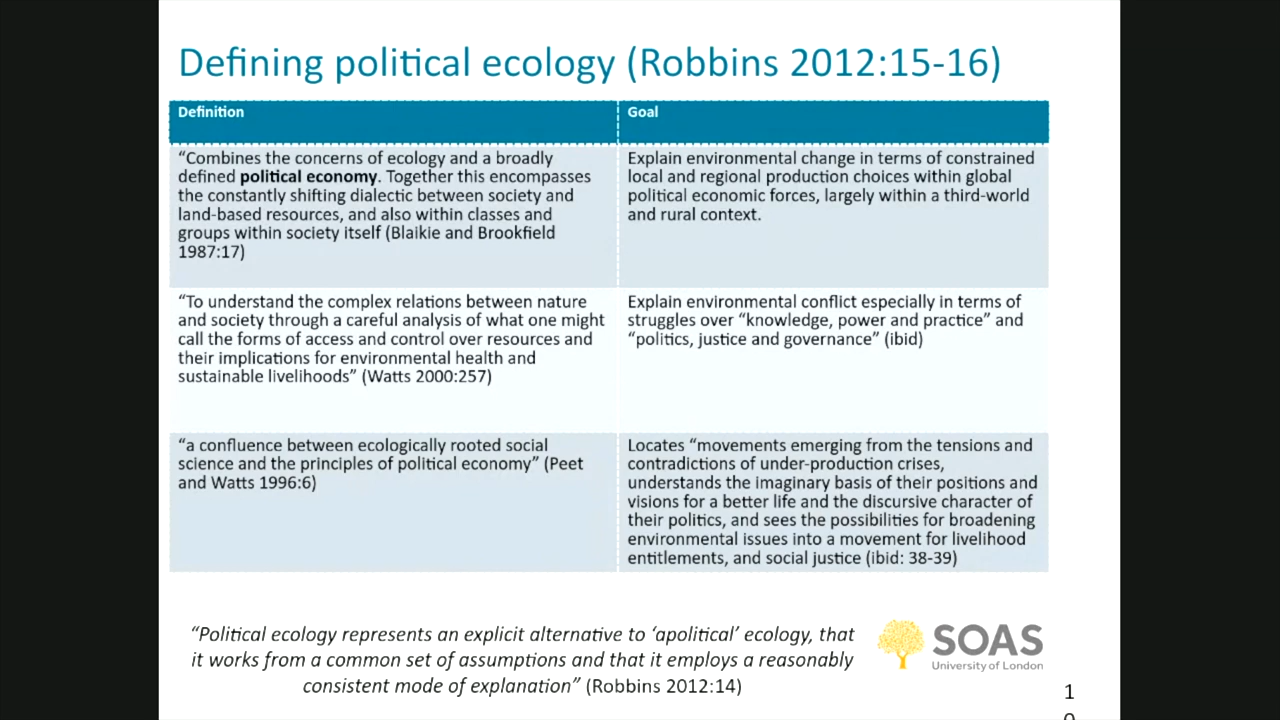 Defining political ecology (Robbins 2012:15-16)
Definition
Goal
“Combines the concerns of ecology and a broadly
defined political economy. Together this encompasses
the constantly shifting dialectic between society and
land-based resources, and also within classes and
groups within society itself (Blaikie and Brookfield
1987:17)
Explain environmental change in terms of constrained
local and regional production choices within global
political economic forces, largely within a third-world
and rural context.
“To understand the complex relations between nature
and society through a careful analysis of what one might
call the forms of access and control over resources and
their implications for environmental health and
sustainable livelihoods” (Watts 2000:257)
Explain environmental conflict especially in terms of
struggles over “knowledge, power and practice” and
“politics, justice and governance” (ibid)
“a confluence between ecologically rooted social
science and the principles of political economy” (Peet
and Watts 1996:6)
Locates “movements emerging from the tensions and
contradictions of under-production crises,
understands the imaginary basis of their positions and
visions for a better life and the discursive character of
their politics, and sees the possibilities for broadening
environmental issues into a movement for livelihood
entitlements, and social justice (ibid: 38-39)
“Political ecology represents an explicit alternative to ‘apolitical’ ecology, that
it works from a common set of assumptions and that it employs a reasonably
consistent mode of explanation” (Robbins 2012:14)
SOAS
University of London
1